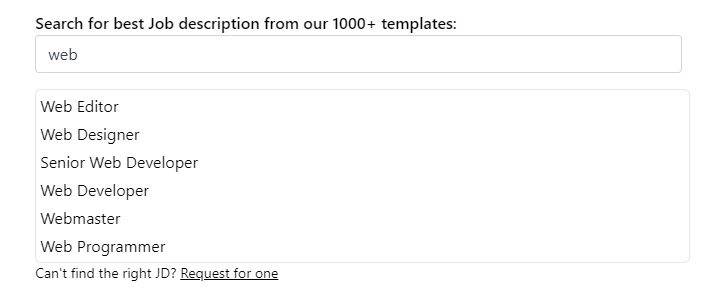 Search for best Job description from our 1000+ templates:
web
Web Editor
Web Designer
Senior Web Developer
Web Developer
Webmaster
Web Programmer
Can't find the right JD? Request for one